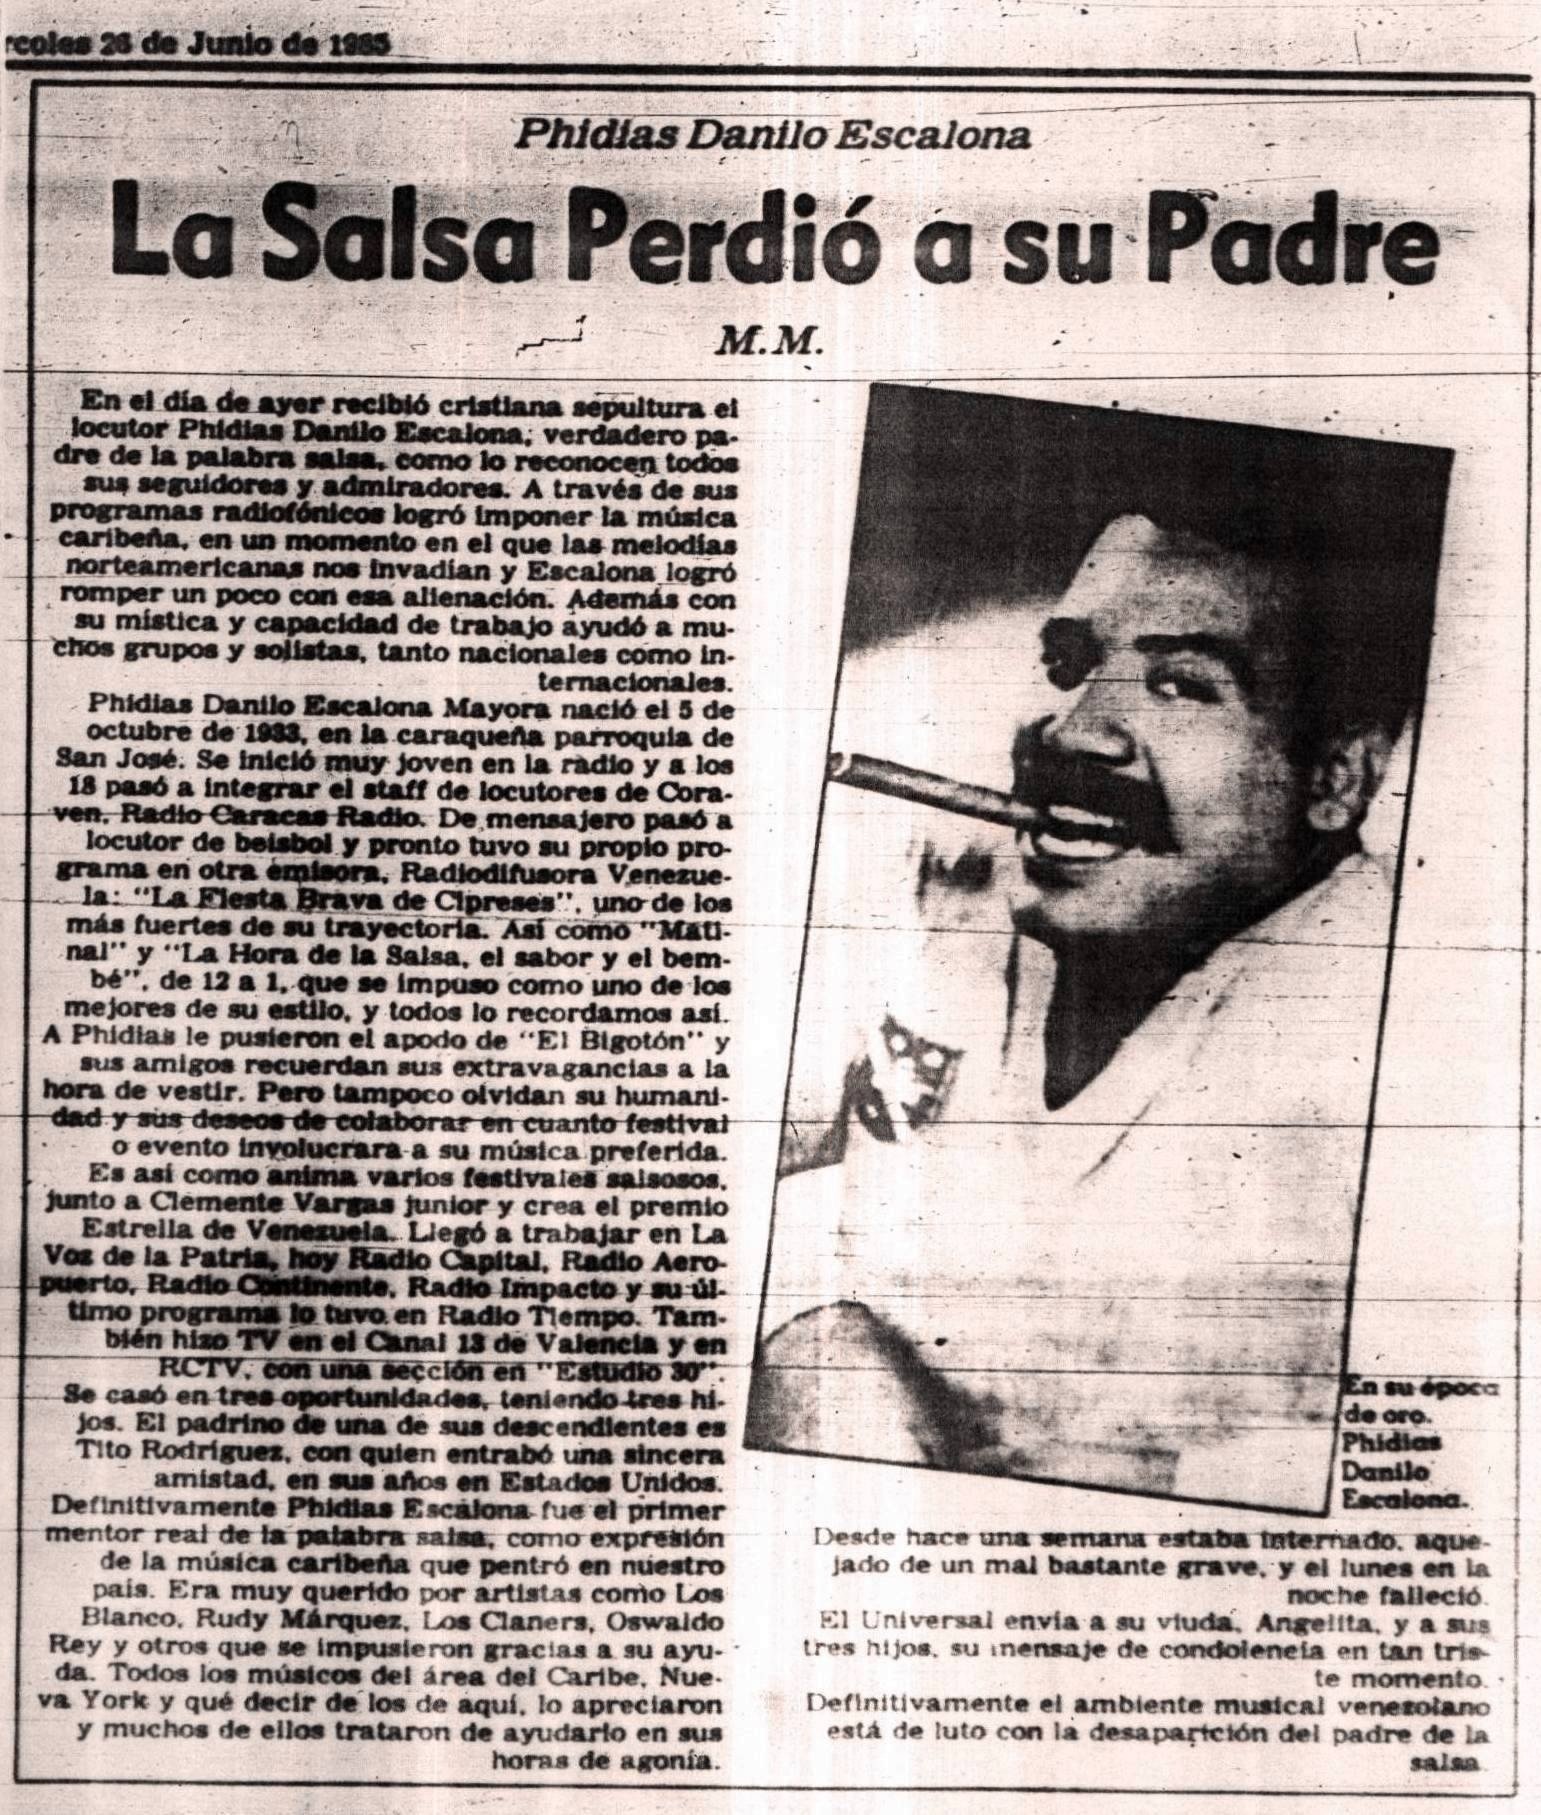 rcoles 26 de Junio de 1985
Phidias Danilo Escalona
La Salsa Perdió a su Padre
M.M.
En el día de ayer recibió cristiana sepultura el
locutor Phidias Danilo Escalona, verdadero pa-
dre de la palabra salsa, como lo reconocen todos
sus seguidores y admiradores. A través de sus
programas radiofónicos logró imponer la música
caribeña, en un momento en el que las melodías
norteamericanas nos invadían y Escalona logró
romper un poco con esa alienación. Además con
su mística y capacidad de trabajo ayudó a mu-
chos grupos y solistas, tanto nacionales como in-
ternacionales.
Phidias Danilo Escalona Mayora nació el 5 de
octubre de 1933, en la caraqueña parroquia de
San José. Se inició muy joven en la radio y a los
18 pasó a integrar el staff de locutores de Cora-
ven, Radio Caracas Radio. De mensajero pasó a
locutor de beisbol y pronto tuvo su propio pro-
grama en otra emisora, Radiodifusora Venezue-
la: "La Fiesta Brava de Cipreses", uno de los
más fuertes de su trayectoria. Así como "Mati-
nal" y "La Hora de la Salsa, el sabor y el bem-
bé", de 12 a 1, que se impuso como uno de los
mejores de su estilo, y todos lo recordamos así.
A Phidias le pusieron el apodo de "El Bigotón" y
sus amigos recuerdan sus extravagancias a la
hora de vestir. Pero tampoco olvidan su humani-
dad y sus deseos de colaborar en cuanto festival
o evento involucrara a su música preferida.
Es así como anima varios festivales salsosos,
junto a Clemente Vargas junior y crea el premio
Estrella de Venezuela. Llegó a trabajar en La
Voz de la Patria, hoy Radio Capital, Radio Aero-
puerto, Radio Continente, Radio Impacto y su úl-
timo programa lo tuvo en Radio Tiempo. Tam-
bién hizo TV en el Canal 13 de Valencia y en
RCTV, con una sección en "Estudio 30".
Se casó en tres oportunidades, teniendo tres hi-
jos. El padrino de una de sus descendientes es
Tito Rodríguez, con quien entrabó una sincera
amistad, en sus años en Estados Unidos.
Definitivamente Phidias Escalona fue el primer
mentor real de la palabra salsa, como expresión
de la música caribeña que pentró en nuestro
país. Era muy querido por artistas como Los
Blanco, Rudy Márquez, Los Claners, Oswaldo
Rey y otros que se impusieron gracias a su ayu-
da. Todos los músicos del área del Caribe, Nue-
va York y qué decir de los de aquí, lo apreciaron
y muchos de ellos trataron de ayudarlo en sus
horas de agonía.
En su época
de oro.
Phidias
Danilo
Escalona.
Desde hace una semana estaba internado, aque-
jado de un mal bastante grave, y el lunes en la
noche falleció.
El Universal envía a su viuda, Angelita, y a sus
tres hijos, su mensaje de condolencia en tan tris-
te momento.
Definitivamente el ambiente musical venezolano
está de luto con la desaparición del padre de la
salsa.